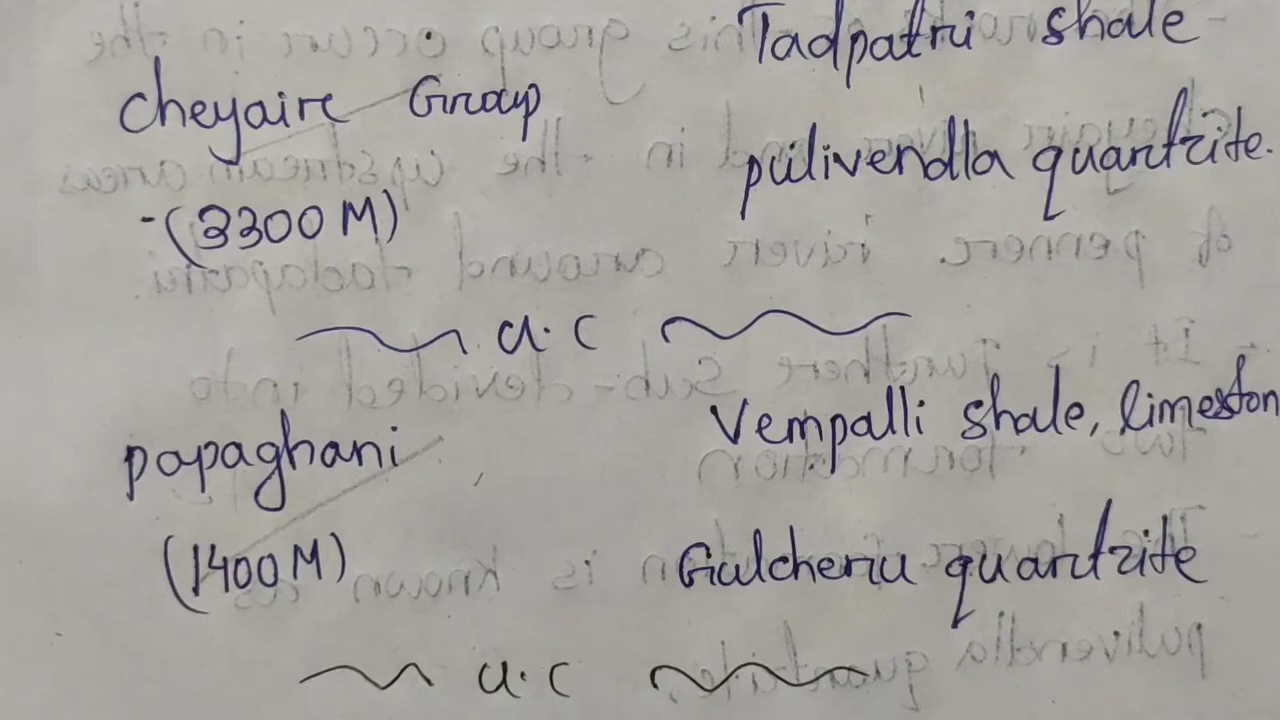 Tadpatri shale
Cheyaire Group
pulivendla quartzite.
-(3300 M)
u.c
Vempalli shale, limeston
papaghani
(1400 M)
Gulcheru quartzite
u.c